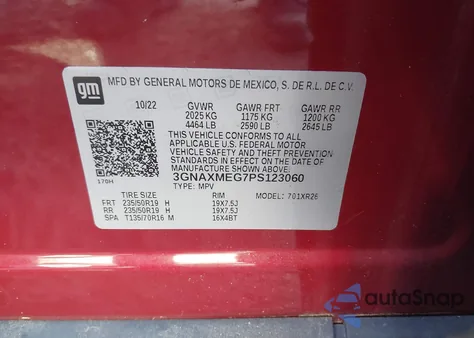 gm
MFD BY GENERAL MOTORS DE MEXICO, S. DE R.L. DE C.V.
10/22 GVWR GAWR FRT GAWR RR
2025 KG 1175 KG 1200 KG
4464 LB 2590 LB 2645 LB
THIS VEHICLE CONFORMS TO ALL
APPLICABLE U.S. FEDERAL MOTOR
VEHICLE SAFETY, BUMPER, AND
THEFT PREVENTION STANDARDS IN
EFFECT ON THE DATE OF
MANUFACTURE SHOWN ABOVE.
3GNAXMEG7PS123060
170H TYPE: MPV MODEL: 701XR26
TIRE SIZE RIM
FRT 235/50R19 H 19X7.5J
RR 235/50R19 H 19X7.5J
SPA T135/70R16 M 16X4BT
autoSnap